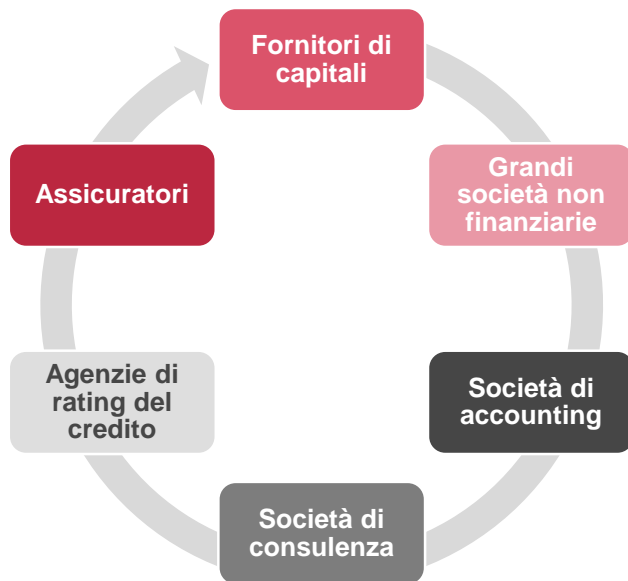 Fornitori di
capitali
Grandi
società non
finanziarie
Società di
accounting
Società di
consulenza
Agenzie di
rating del
credito
Assicuratori